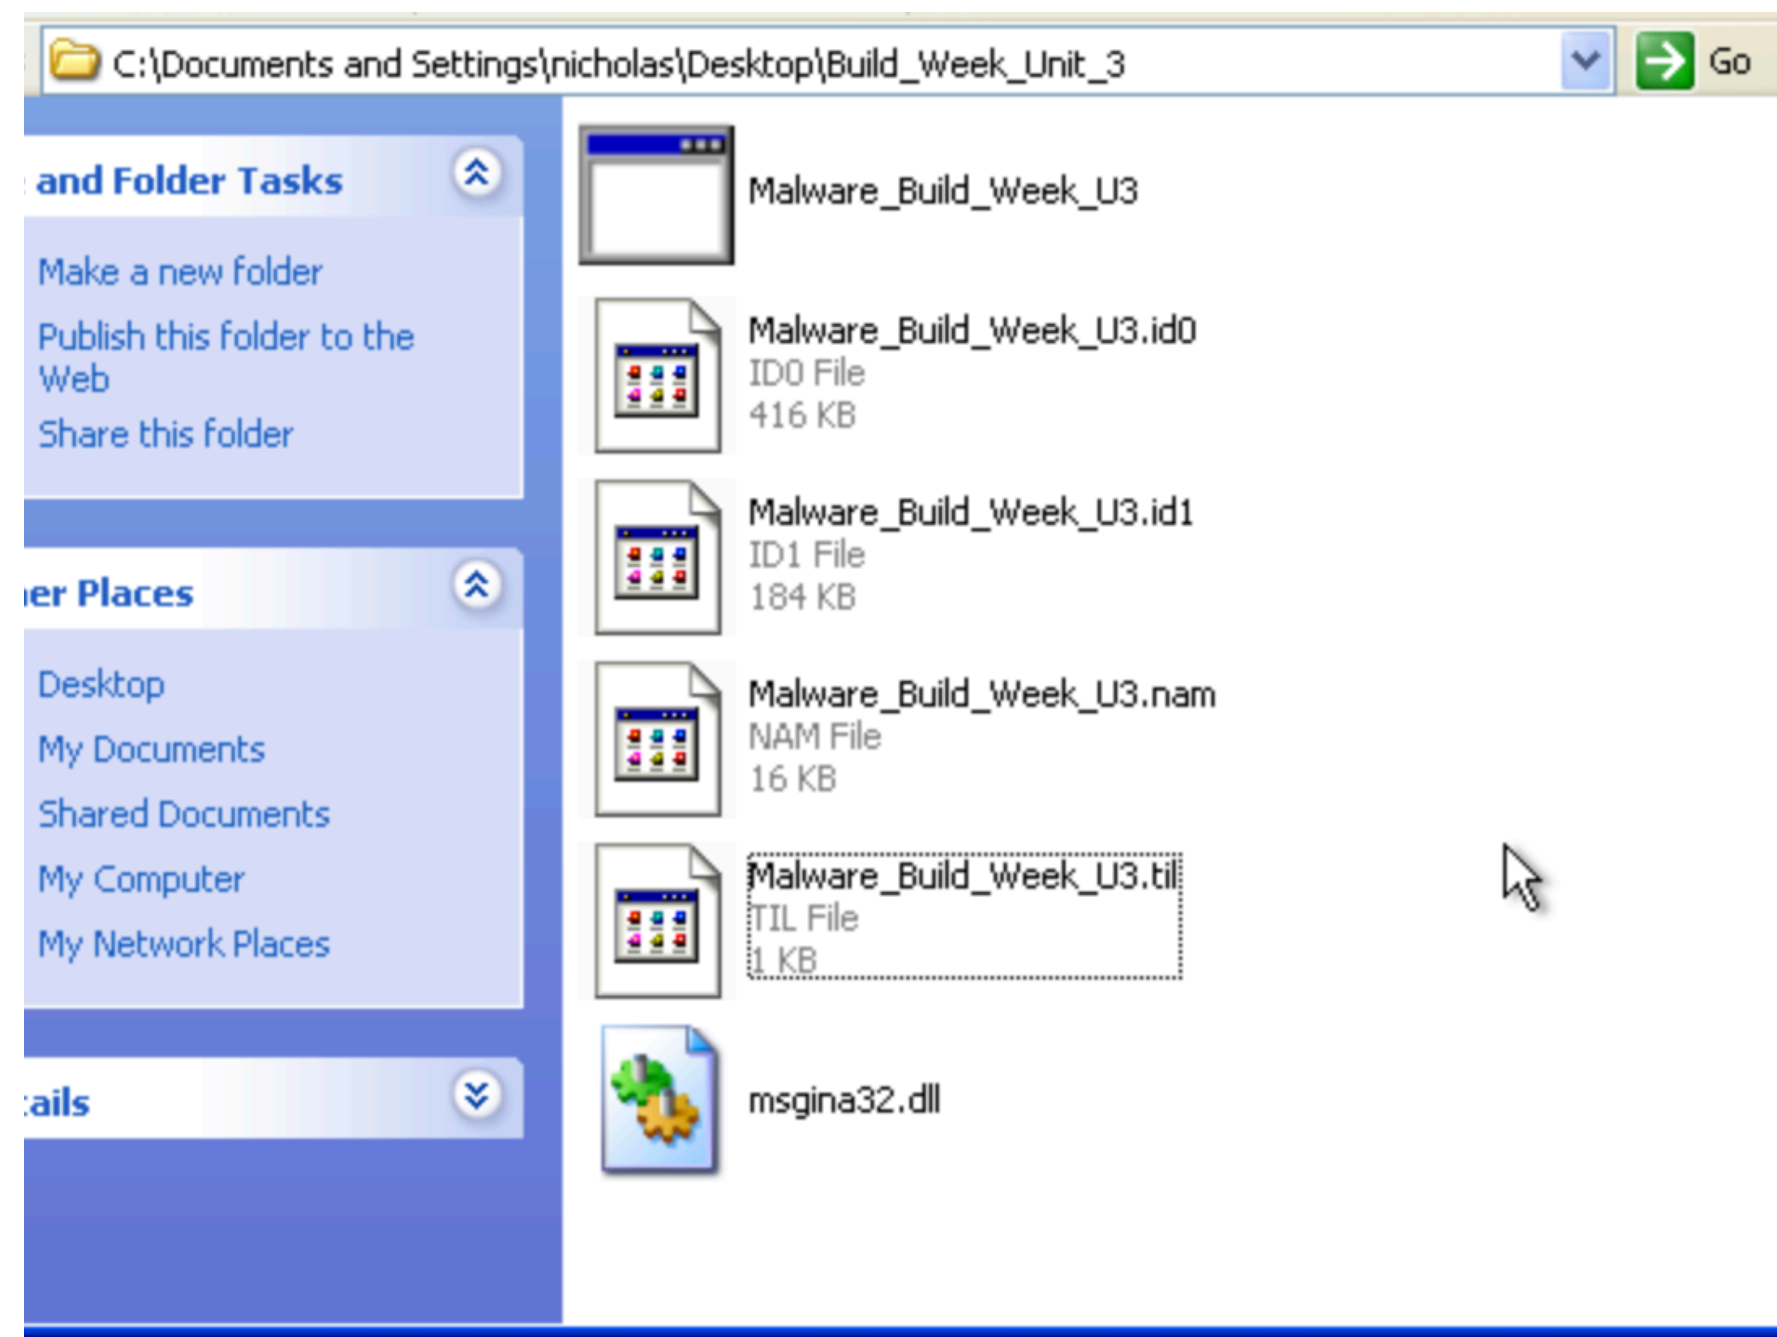 C:\Documents and Settings\nicholas\Desktop\Build_Week_Unit_3
Go
and Folder Tasks
Make a new folder
Publish this folder to the
Web
Share this folder
er Places
Desktop
My Documents
Shared Documents
My Computer
My Network Places
ails
Malware_Build_Week_U3
Malware_Build_Week_U3.id0
ID0 File
416 KB
Malware_Build_Week_U3.id1
ID1 File
184 KB
Malware_Build_Week_U3.nam
NAM File
16 KB
Malware_Build_Week_U3.til
TIL File
1 KB
msgina32.dll